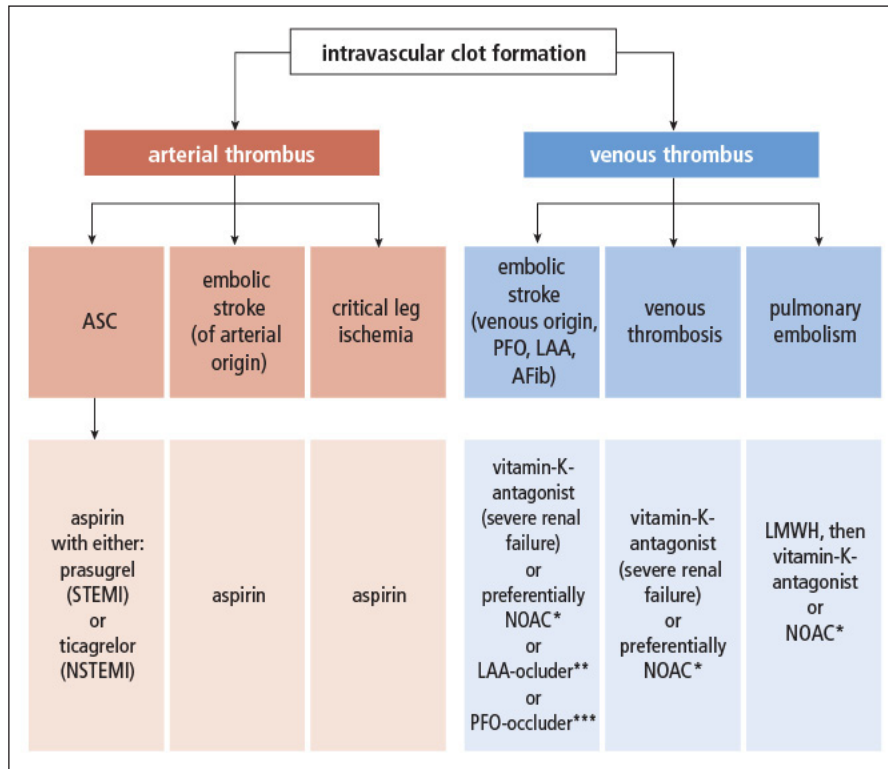 intravascular clot formation
arterial thrombus
venous thrombus
ASC
embolic
stroke
(of arterial
origin)
critical leg
ischemia
embolic
stroke
(venous origin,
PFO, LAA,
AFib)
venous
thrombosis
pulmonary
embolism
aspirin
with either:
prasugrel
(STEMI)
or
ticagrelor
(NSTEMI)
aspirin
aspirin
vitamin-K-
antagonist
(severe renal
failure)
or
preferentially
NOAC*
or
LAA-ocluder**
or
PFO-occluder***
vitamin-K-
antagonist
(severe renal
failure)
or
preferentially
NOAC*
LMWH, then
vitamin-K-
antagonist
or
NOAC*